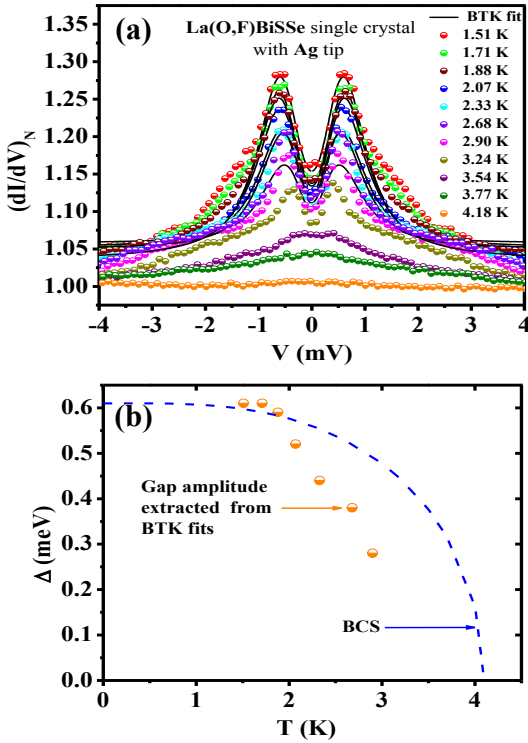 (a)
La(O,F)BiSSe single crystal
with Ag tip
BTK fit
1.51 K
1.71 K
1.88 K
2.07 K
2.33 K
2.68 K
2.90 K
3.24 K
3.54 K
3.77 K
4.18 K
(dI/dV)N
1.35
1.30
1.25
1.20
1.15
1.10
1.05
1.00
-4 -3 -2 -1 0 1 2 3 4
V (mV)
(b)
Δ (meV)
0.6
0.5
0.4
0.3
0.2
0.1
0.0
Gap amplitude
extracted from
BTK fits
BCS
0 1 2 3 4
T (K)